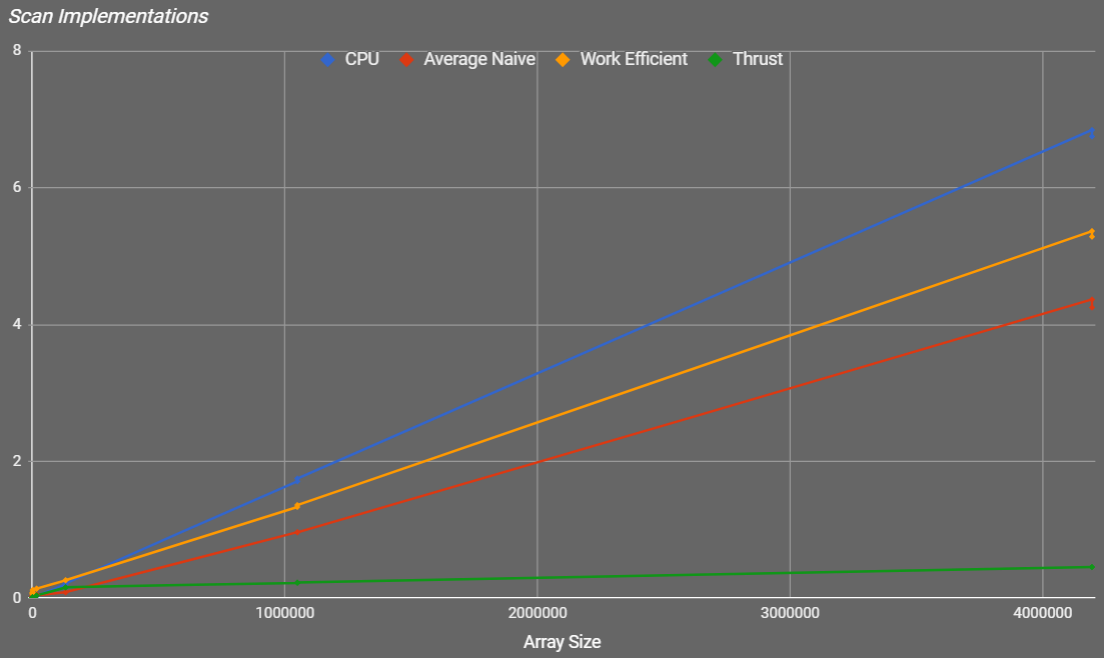 Scan Implementations
CPU Average Naive Work Efficient Thrust
8
6
4
2
0
0 1000000 2000000 3000000 4000000
Array Size